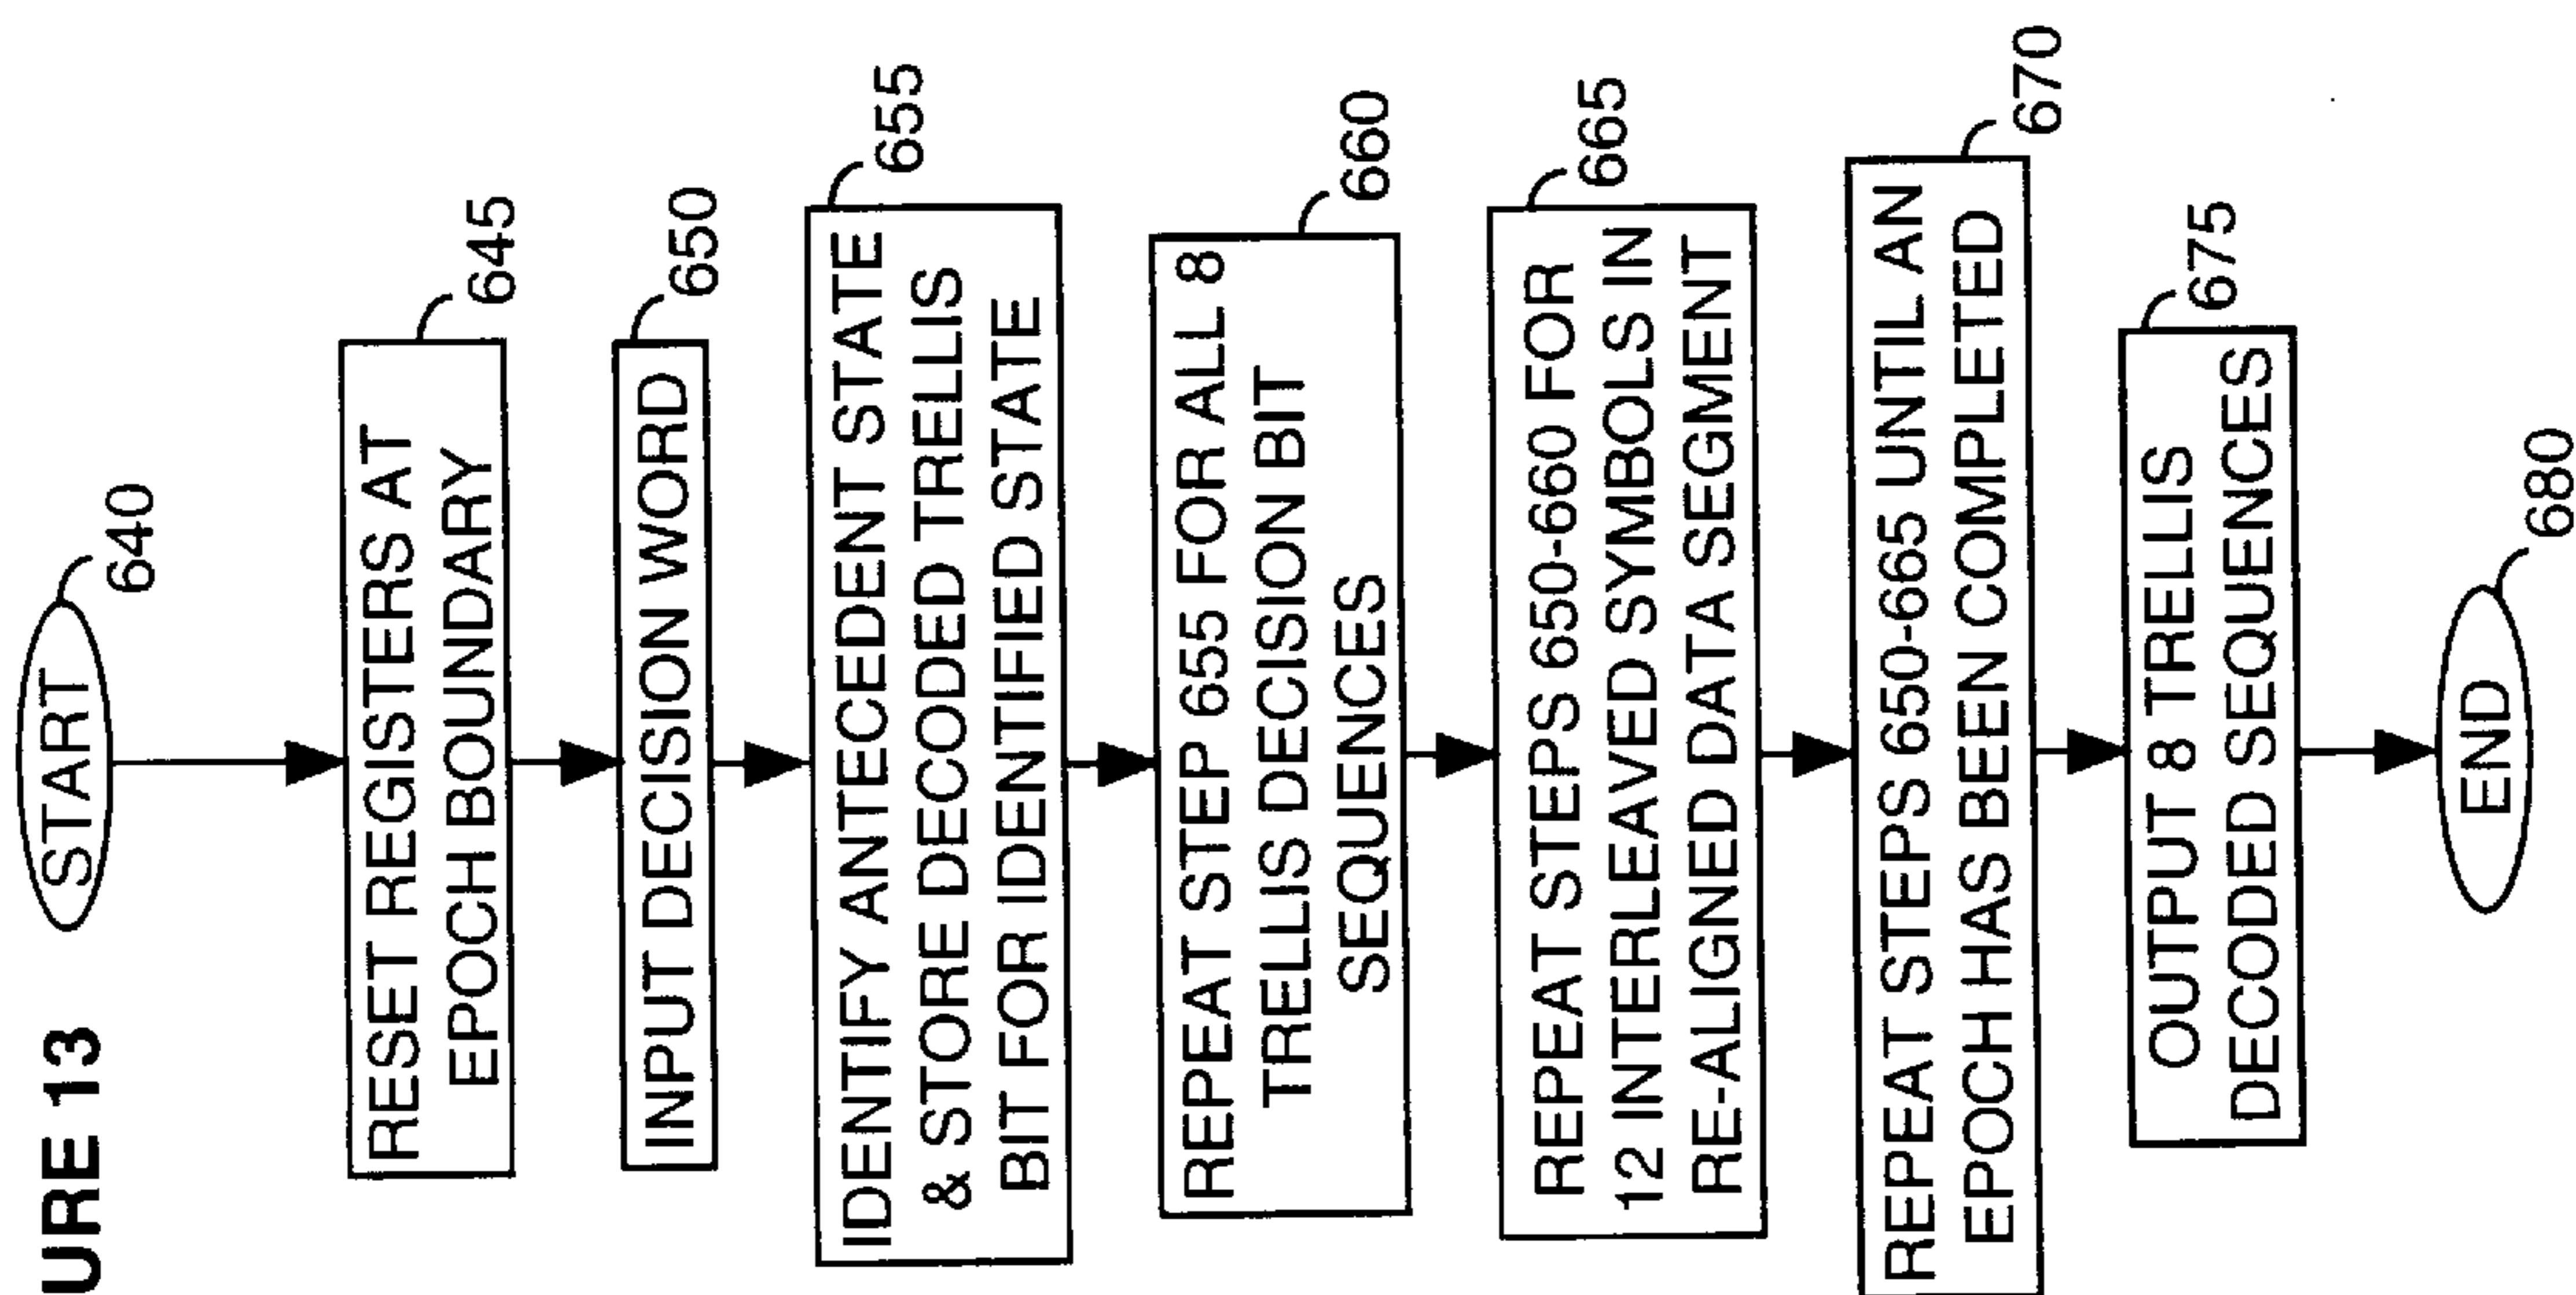 URE 13
START
640
RESET REGISTERS AT
EPOCH BOUNDARY
645
INPUT DECISION WORD
650
IDENTIFY ANTECEDENT STATE
& STORE DECODED TRELLIS
BIT FOR IDENTIFIED STATE
655
REPEAT STEP 655 FOR ALL 8
TRELLIS DECISION BIT
SEQUENCES
660
REPEAT STEPS 650-660 FOR
12 INTERLEAVED SYMBOLS IN
RE-ALIGNED DATA SEGMENT
665
REPEAT STEPS 650-665 UNTIL AN
EPOCH HAS BEEN COMPLETED
670
OUTPUT 8 TRELLIS
DECODED SEQUENCES
675
END
680